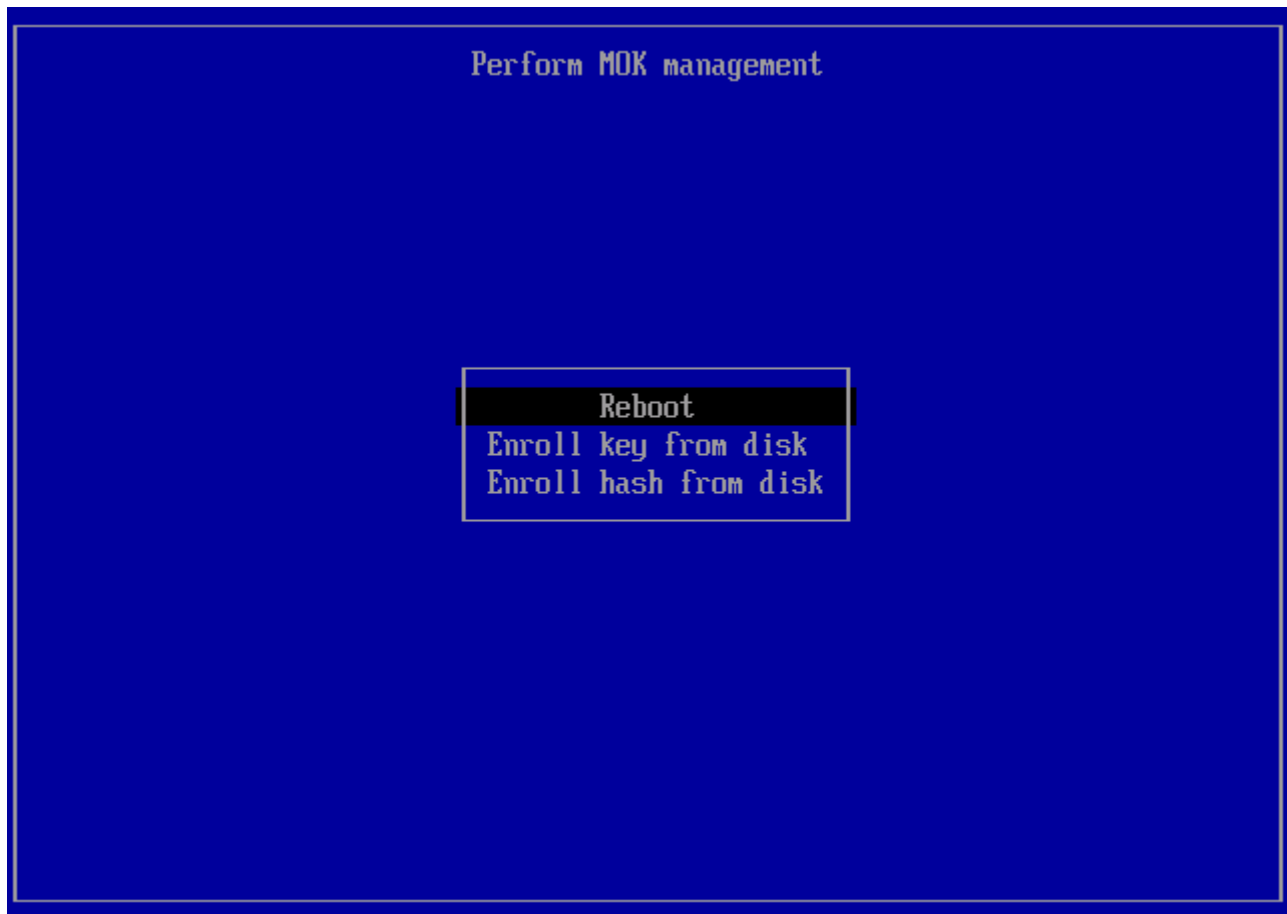 Perform MOK management
Reboot
Enroll key from disk
Enroll hash from disk